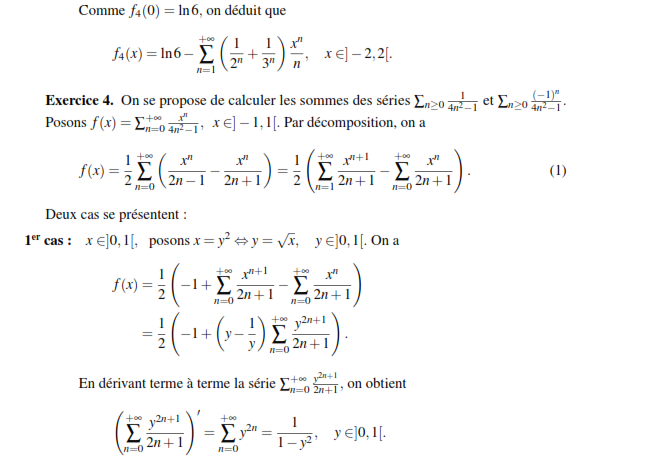 Comme f₄(0) = ln 6, on déduit que
f₄(x) = ln 6 − ∑_{n=1}^{+∞} (1/2ⁿ + 1/3ⁿ) xⁿ/n, x ∈] − 2, 2[.
Exercice 4. On se propose de calculer les sommes des séries ∑_{n≥0} 1/(4n²−1) et ∑_{n≥0} (−1)ⁿ/(4n²−1).
Posons f(x) = ∑_{n=0}^{+∞} xⁿ/(4n²−1), x ∈] − 1, 1[. Par décomposition, on a
f(x) = 1/2 ∑_{n=0}^{+∞} (xⁿ/(2n − 1) − xⁿ/(2n + 1)) = 1/2 (∑_{n=1}^{+∞} xⁿ⁺¹/(2n + 1) − ∑_{n=0}^{+∞} xⁿ/(2n + 1)). (1)
Deux cas se présentent :
1ᵉʳ cas : x ∈]0, 1[, posons x = y² ⇔ y = √x, y ∈]0, 1[. On a
f(x) = 1/2 (−1 + ∑_{n=0}^{+∞} xⁿ⁺¹/(2n + 1) − ∑_{n=0}^{+∞} xⁿ/(2n + 1))
= 1/2 (−1 + (y − 1/y) ∑_{n=0}^{+∞} y²ⁿ⁺¹/(2n + 1)).
En dérivant terme à terme la série ∑_{n=0}^{+∞} y²ⁿ⁺¹/(2n+1), on obtient
(∑_{n=0}^{+∞} y²ⁿ⁺¹/(2n + 1))′ = ∑_{n=0}^{+∞} y²ⁿ = 1/(1 − y²), y ∈]0, 1[.